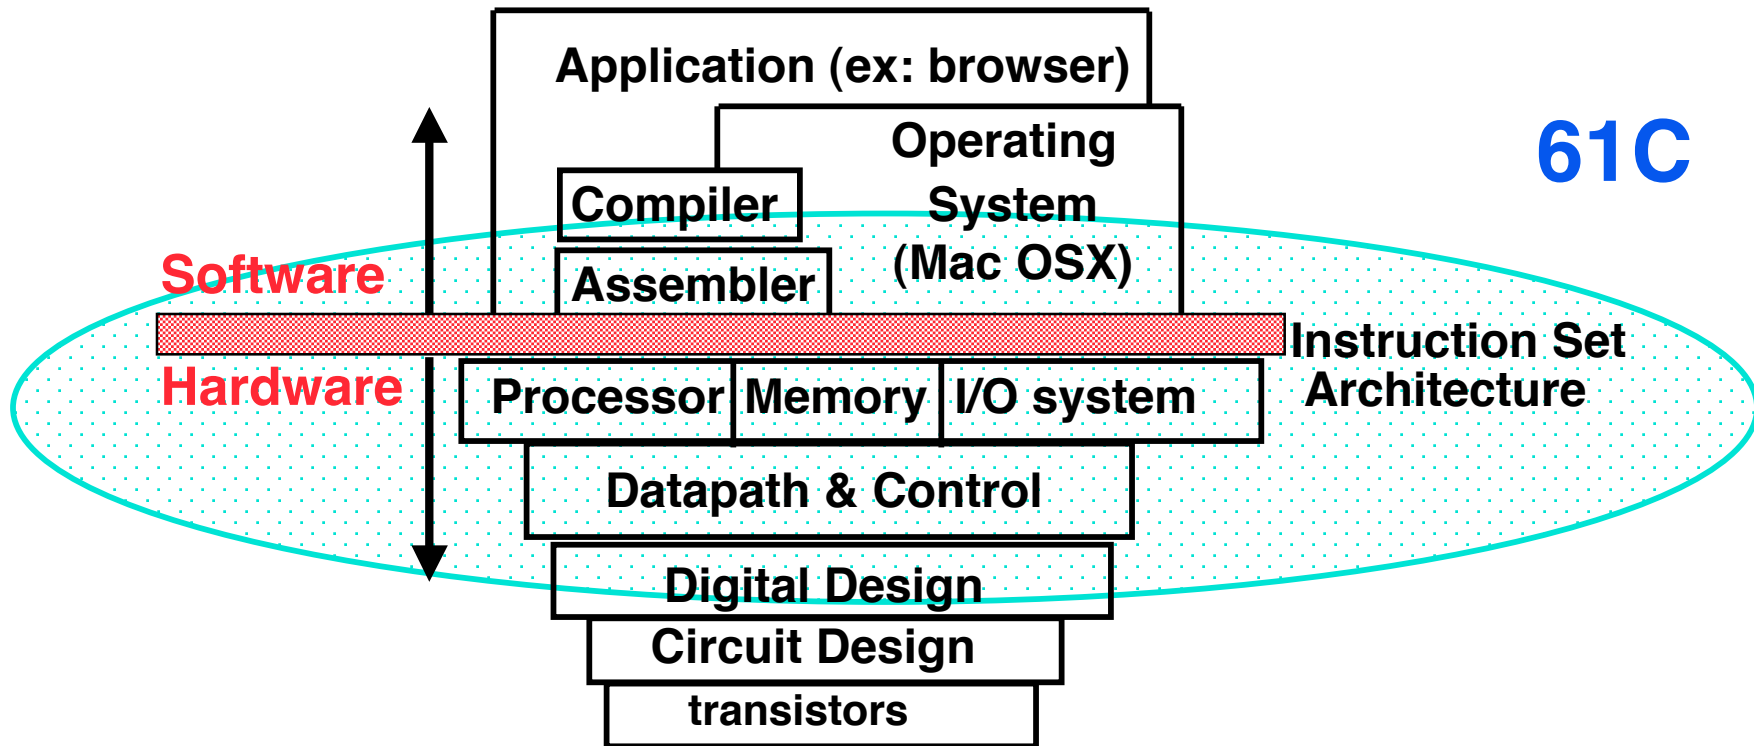 Application (ex: browser)
Operating
System
(Mac OSX)
61C
Compiler
Assembler
Software
Instruction Set
Architecture
Hardware
Processor
Memory
I/O system
Datapath & Control
Digital Design
Circuit Design
transistors